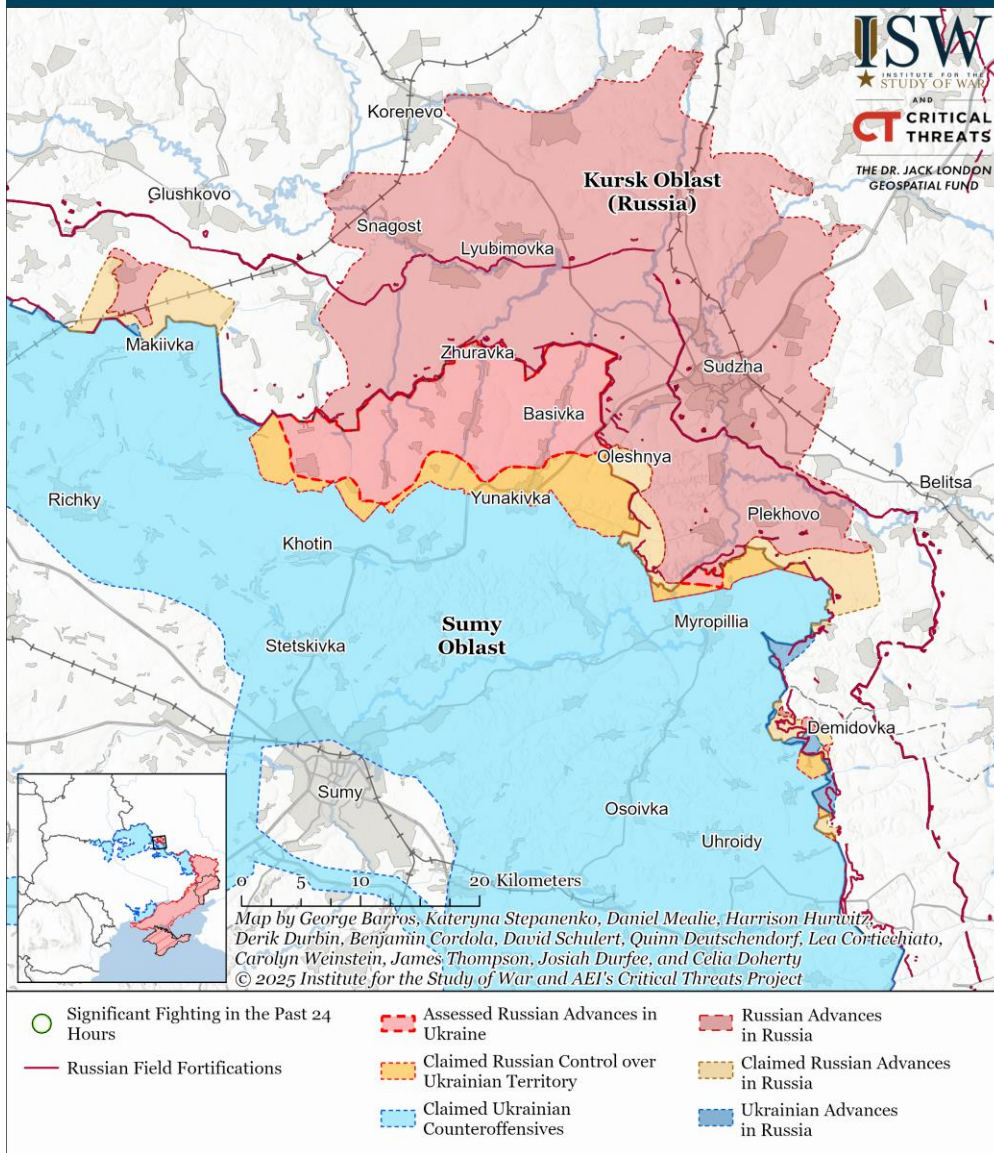 ISW
INSTITUTE FOR THE
STUDY OF WAR
AND
CT CRITICAL
THREATS
THE DR. JACK LONDON
GEOSPATIAL FUND
Korenevo
Kursk Oblast
(Russia)
Glushkovo
Snagost
Lyubimovka
Makiivka
Zhuravka
Sudzha
Basivka
Oleshnya
Belitsa
Richky
Yunakivka
Plekhovo
Khotin
Sumy
Oblast
Myropillia
Stetskivka
Demidovka
Sumy
Osoivka
Uhroidy
0 5 10 20 Kilometers
Map by George Barros, Kateryna Stepanenko, Daniel Mealie, Harrison Hurwitz,
Derik Durbin, Benjamin Cordola, David Schulert, Quinn Deutschendorf, Lea Corticchiato,
Carolyn Weinstein, James Thompson, Josiah Durfee, and Celia Doherty
© 2025 Institute for the Study of War and AEI's Critical Threats Project
Significant Fighting in the Past 24
Hours
Russian Field Fortifications
Assessed Russian Advances in
Ukraine
Claimed Russian Control over
Ukrainian Territory
Claimed Ukrainian
Counteroffensives
Russian Advances
in Russia
Claimed Russian Advances
in Russia
Ukrainian Advances
in Russia